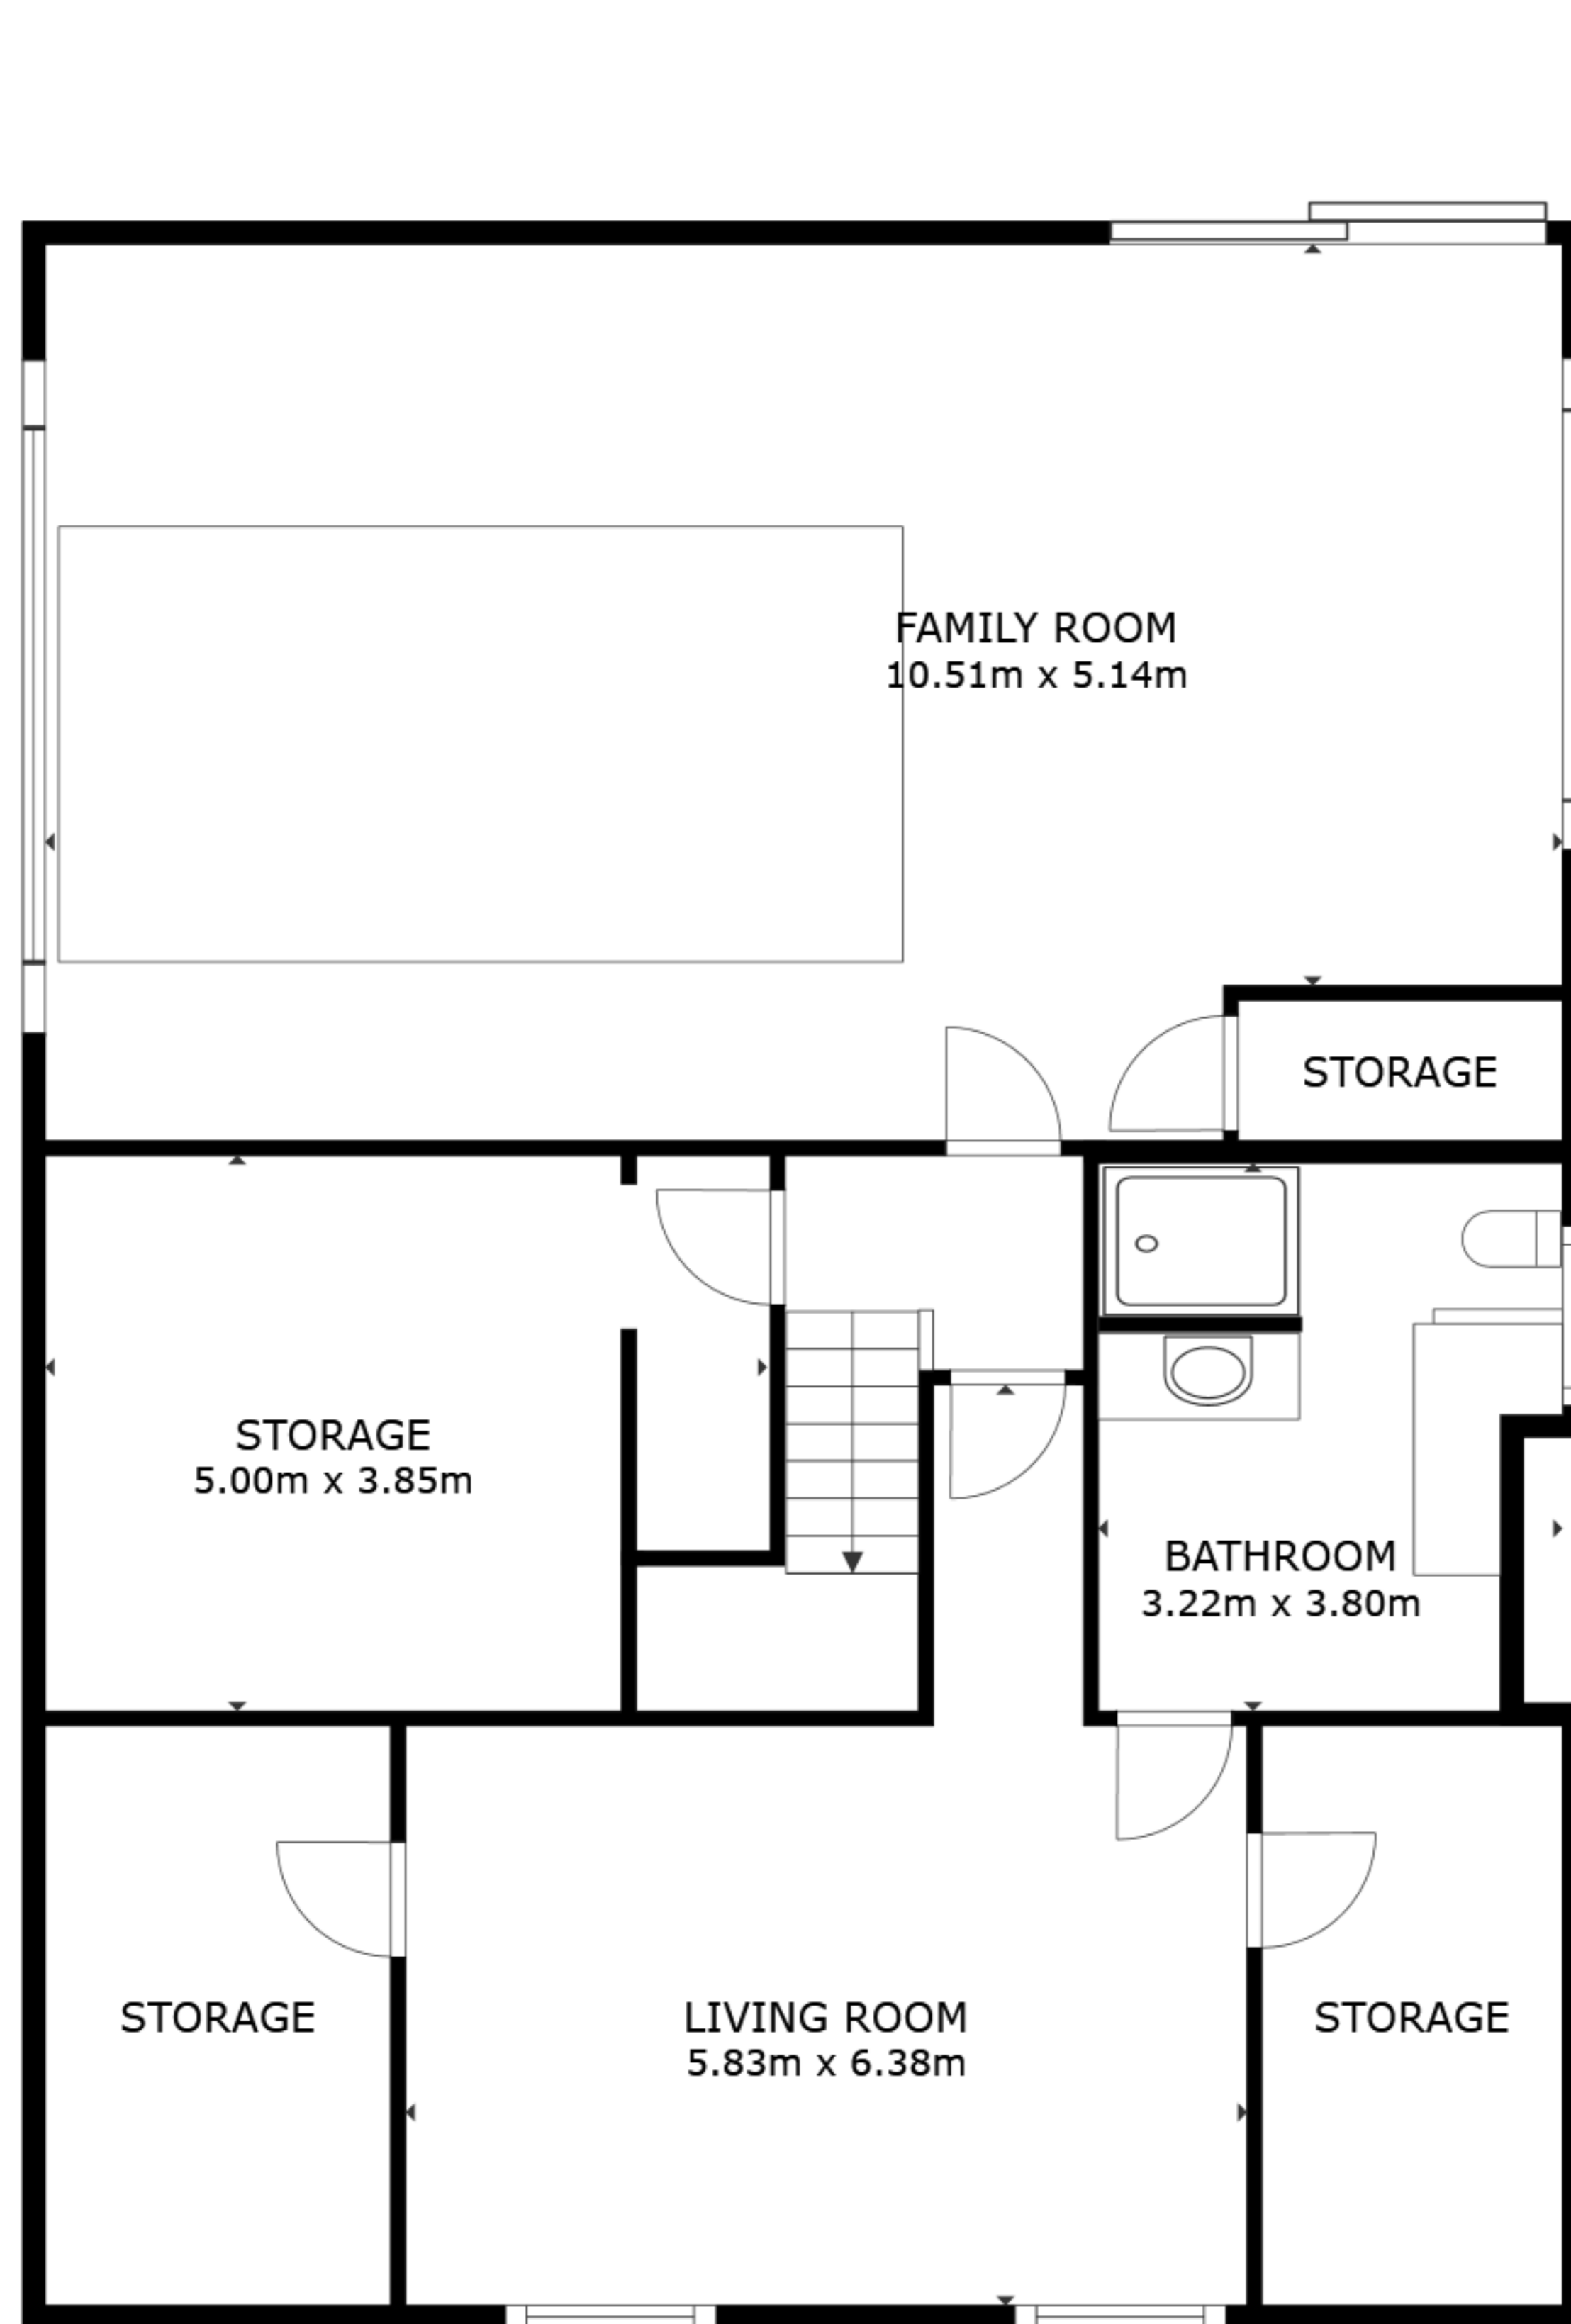 FAMILY ROOM
10.51m x 5.14m
STORAGE
STORAGE
5.00m x 3.85m
BATHROOM
3.22m x 3.80m
STORAGE
LIVING ROOM
5.83m x 6.38m
STORAGE